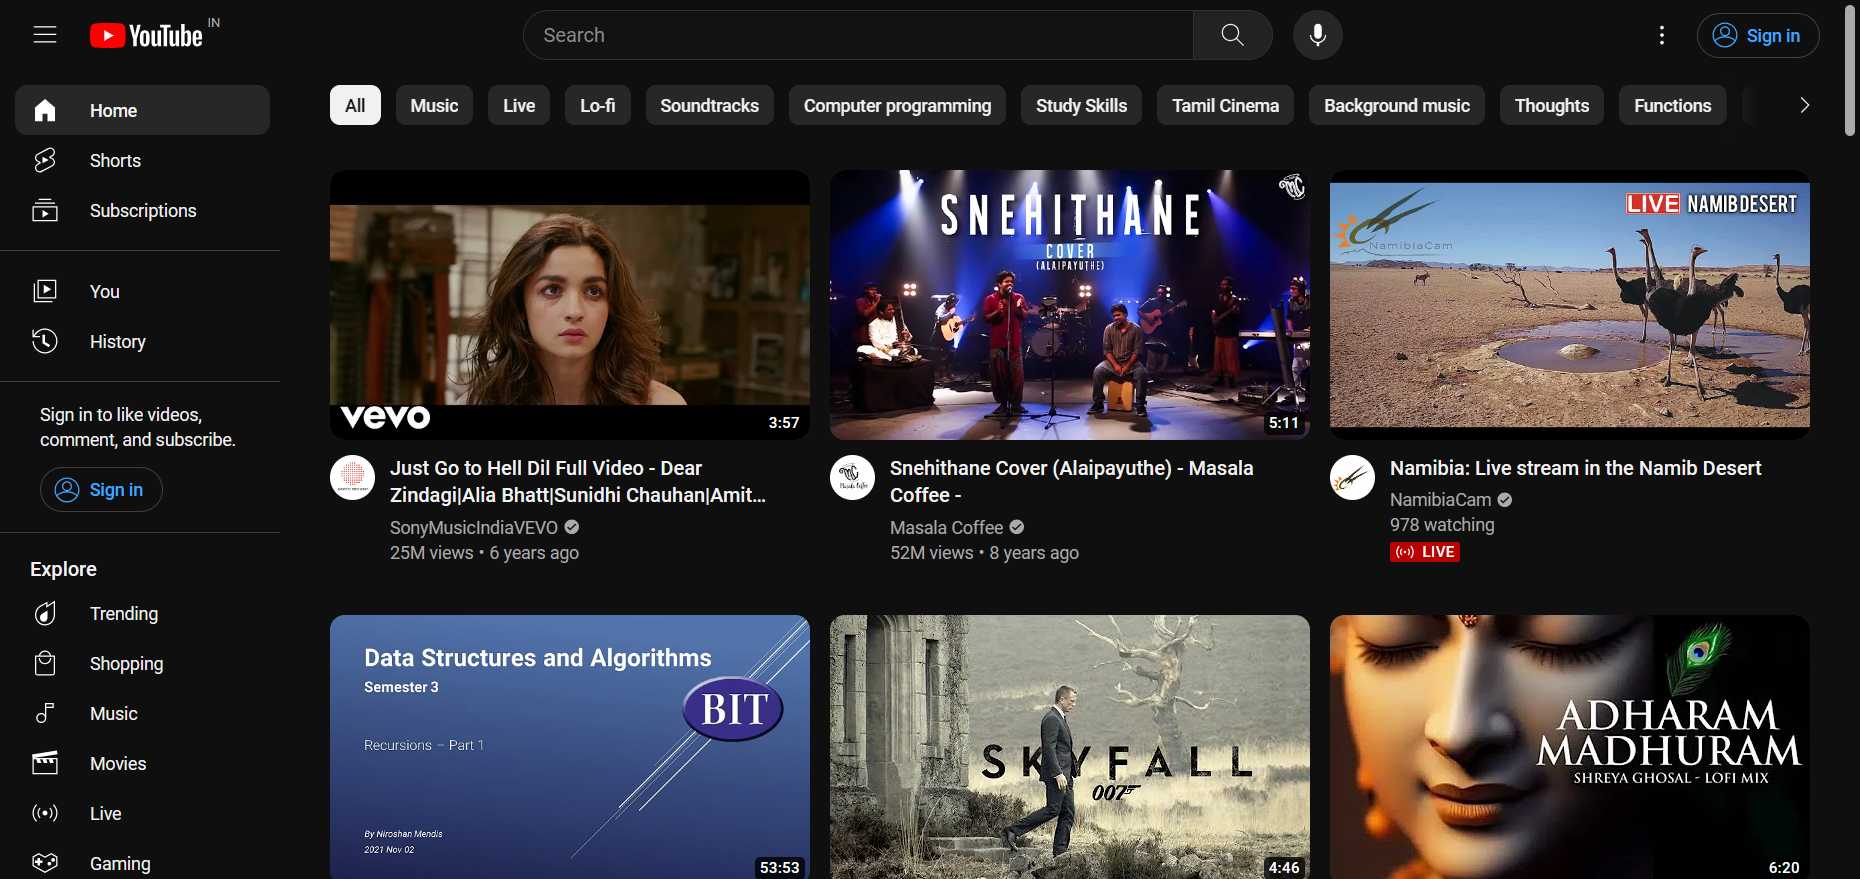 YouTube IN
Search
Sign in
Home
Shorts
Subscriptions
You
History
Sign in to like videos,
comment, and subscribe.
Sign in
Explore
Trending
Shopping
Music
Movies
Live
Gaming
All Music Live Lo-fi Soundtracks Computer programming Study Skills Tamil Cinema Background music Thoughts Functions
vevo
3:57
Just Go to Hell Dil Full Video - Dear
Zindagi|Alia Bhatt|Sunidhi Chauhan|Amit...
SonyMusicIndiaVEVO
25M views • 6 years ago
MC
SNEHITHANE
COVER
(ALAIPAYUTHE)
5:11
Snehithane Cover (Alaipayuthe) - Masala
Coffee -
Masala Coffee
52M views • 8 years ago
LIVE NAMIB DESERT
NamibiaCam
Namibia: Live stream in the Namib Desert
NamibiaCam
978 watching
LIVE
Data Structures and Algorithms
Semester 3
BIT
Recursions – Part 1
By Niroshan Mendis
2021 Nov 02
53:53
SKYFALL
007
4:46
ADHARAM
MADHURAM
SHREYA GHOSAL - LOFI MIX
6:20